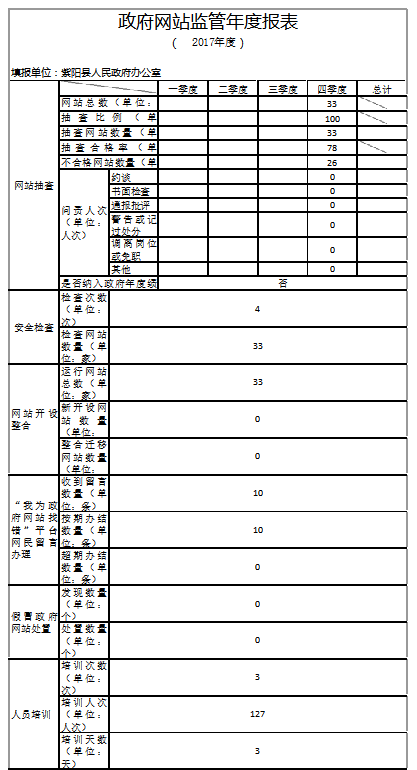 政府网站监管年度报表
（ 2017年度）
填报单位：紫阳县人民政府办公室
一季度 二季度 三季度 四季度 总计
网站抽查
网站总数（单位： 33
抽查比例（单 100
抽查网站数量（单 33
抽查合格率（单 78
不合格网站数量（单 26
问责人次
（单位：
人次）
约谈 0
书面检查 0
通报批评 0
警告或记
过处分 0
调离岗位
或免职 0
其他 0
是否纳入政府年度绩 否
安全检查
检查次数
（单位：
次） 4
检查网站
数量（单
位：家） 33
网站开设
整合
运行网站
总数（单
位：家） 33
新开设网
站数量
（单位： 0
整合迁移
网站数量
（单位： 0
“我为政
府网站找
错”平台
网民留言
办理
收到留言
数量（单
位：条） 10
按期办结
数量（单
位：条） 10
超期办结
数量（单
位：条） 0
假冒政府
网站处置
发现数量
（单位：
个） 0
处置数量
（单位：
个） 0
人员培训
培训次数
（单位：
次） 3
培训人次
（单位：
人次） 127
培训天数
（单位：
天） 3